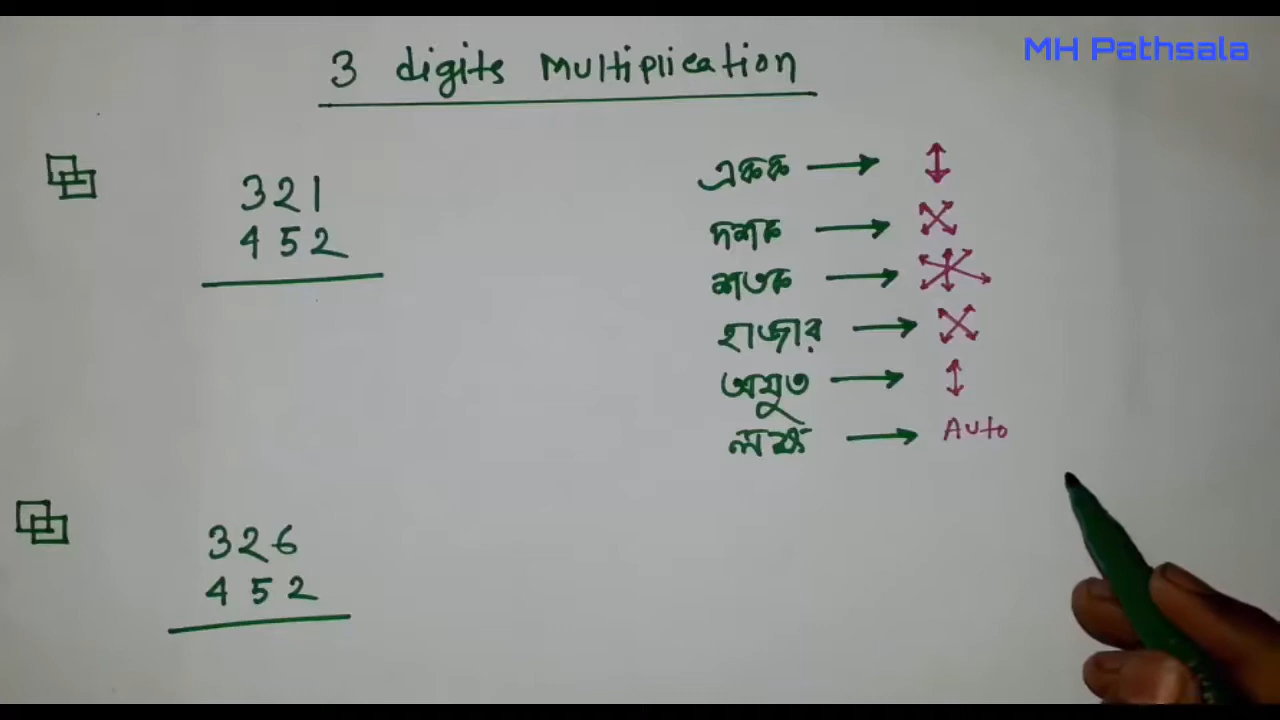 MH Pathsala
3 digits Multiplication
321
452
একক
দশক
শতক
হাজার
অযুত
লক্ষ Auto
326
452